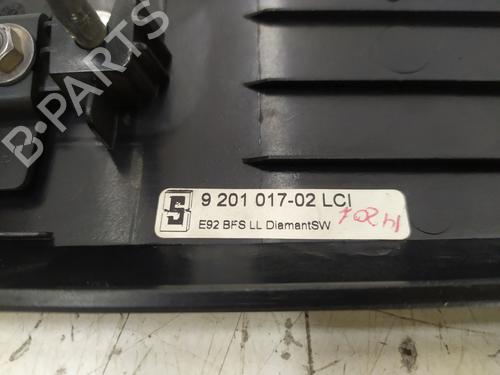 B-PARTS
S 9 201 017-02 LCI
E92 BFS LL DiamantSW